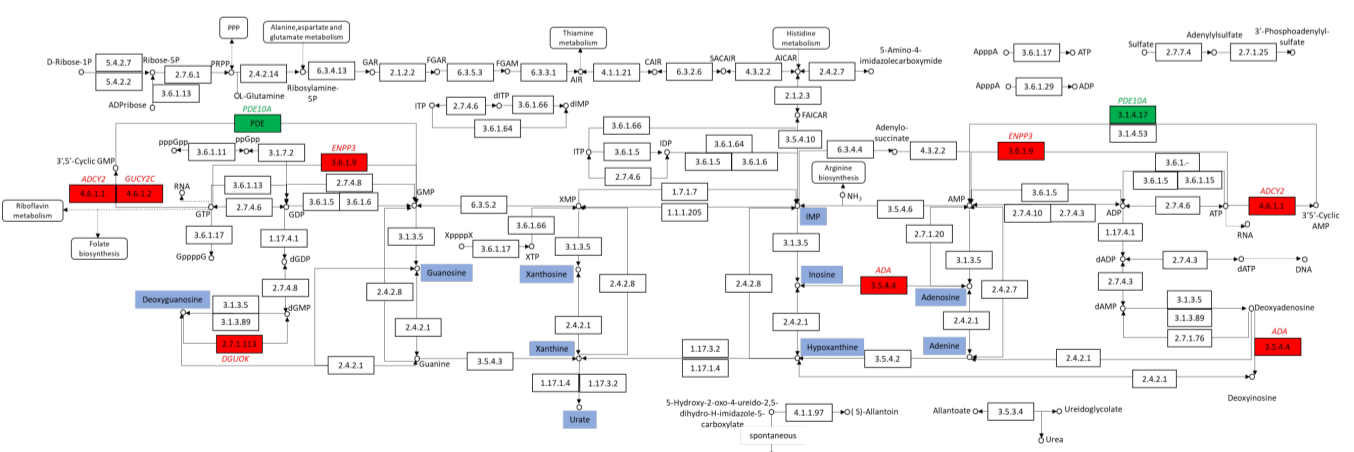 ppp
Alanine,aspartate and
glutamate metabolism
Thiamine
metabolism
Histidine
metabolism
D-Ribose-1P
5.4.2.7
5.4.2.2
Ribose-5P
2.7.6.1
3.6.1.13
ADPribose
PRPP
2.4.2.14
L-Glutamine
Ribosylamine-
5P
6.3.4.13
GAR
2.1.2.2
FGAR
6.3.5.3
FGAM
6.3.3.1
AIR
4.1.1.21
CAIR
6.3.2.6
SACAIR
4.3.2.2
AICAR
2.4.2.7
5-Amino-4-
imidazolecarboxymide
ApppA
3.6.1.17
ATP
Sulfate
2.7.7.4
Adenylylsulfate
2.7.1.25
3'-Phosphoadenylyl-
sulfate
ApppA
3.6.1.29
ADP
2.1.2.3
FAICAR
3.5.4.10
ITP
2.7.4.6
dITP
3.6.1.66
dIMP
3.6.1.64
PDE10A
PDE
pppGpp
3.6.1.11
ppGpp
3.1.7.2
ENPP3
3.6.1.9
3',5'-Cyclic GMP
ADCY2
GUCY2C
4.6.1.1
4.6.1.2
RNA
3.6.1.13
2.7.4.8
Riboflavin
metabolism
GTP
2.7.4.6
GDP
3.6.1.5
3.6.1.6
GMP
Folate
biosynthesis
3.6.1.17
GppppG
1.17.4.1
dGDP
2.7.4.8
dGMP
Deoxyguanosine
3.1.3.5
3.1.3.89
2.7.1.113
DGUOK
3.1.3.5
Guanosine
2.4.2.8
2.4.2.1
Guanine
2.4.2.1
3.5.4.3
6.3.5.2
XMP
XppppX
3.6.1.17
3.6.1.66
XTP
3.1.3.5
Xanthosine
2.4.2.8
2.4.2.1
Xanthine
1.17.1.4
1.17.3.2
Urate
3.6.1.66
ITP
3.6.1.5
IDP
2.7.4.6
3.6.1.64
3.6.1.5
3.6.1.6
1.7.1.7
1.1.1.205
IMP
Arginine
biosynthesis
NH3
6.3.4.4
Adenylo-
succinate
4.3.2.2
3.5.4.6
AMP
3.1.3.5
Inosine
2.4.2.8
2.4.2.1
Hypoxanthine
1.17.3.2
1.17.1.4
ADA
3.5.4.4
2.7.1.20
3.1.3.5
Adenosine
2.4.2.7
2.4.2.1
Adenine
3.5.4.2
2.4.2.1
PDE10A
3.1.4.17
3.1.4.53
ENPP3
3.6.1.-
3.6.1.5
3.6.1.15
3.6.1.5
2.7.4.10
2.7.4.3
ADP
2.7.4.6
ATP
ADCY2
4.6.1.1
3'5'-Cyclic
AMP
RNA
1.17.4.1
dADP
2.7.4.3
dATP
DNA
2.7.4.3
dAMP
3.1.3.5
3.1.3.89
2.7.1.76
Deoxyadenosine
ADA
3.5.4.4
2.4.2.1
Deoxyinosine
5-Hydroxy-2-oxo-4-ureido-2,5-
dihydro-H-imidazole-5-
carboxylate
4.1.1.97
( S)-Allantoin
spontaneous
Allantoate
3.5.3.4
Ureidoglycolate
Urea